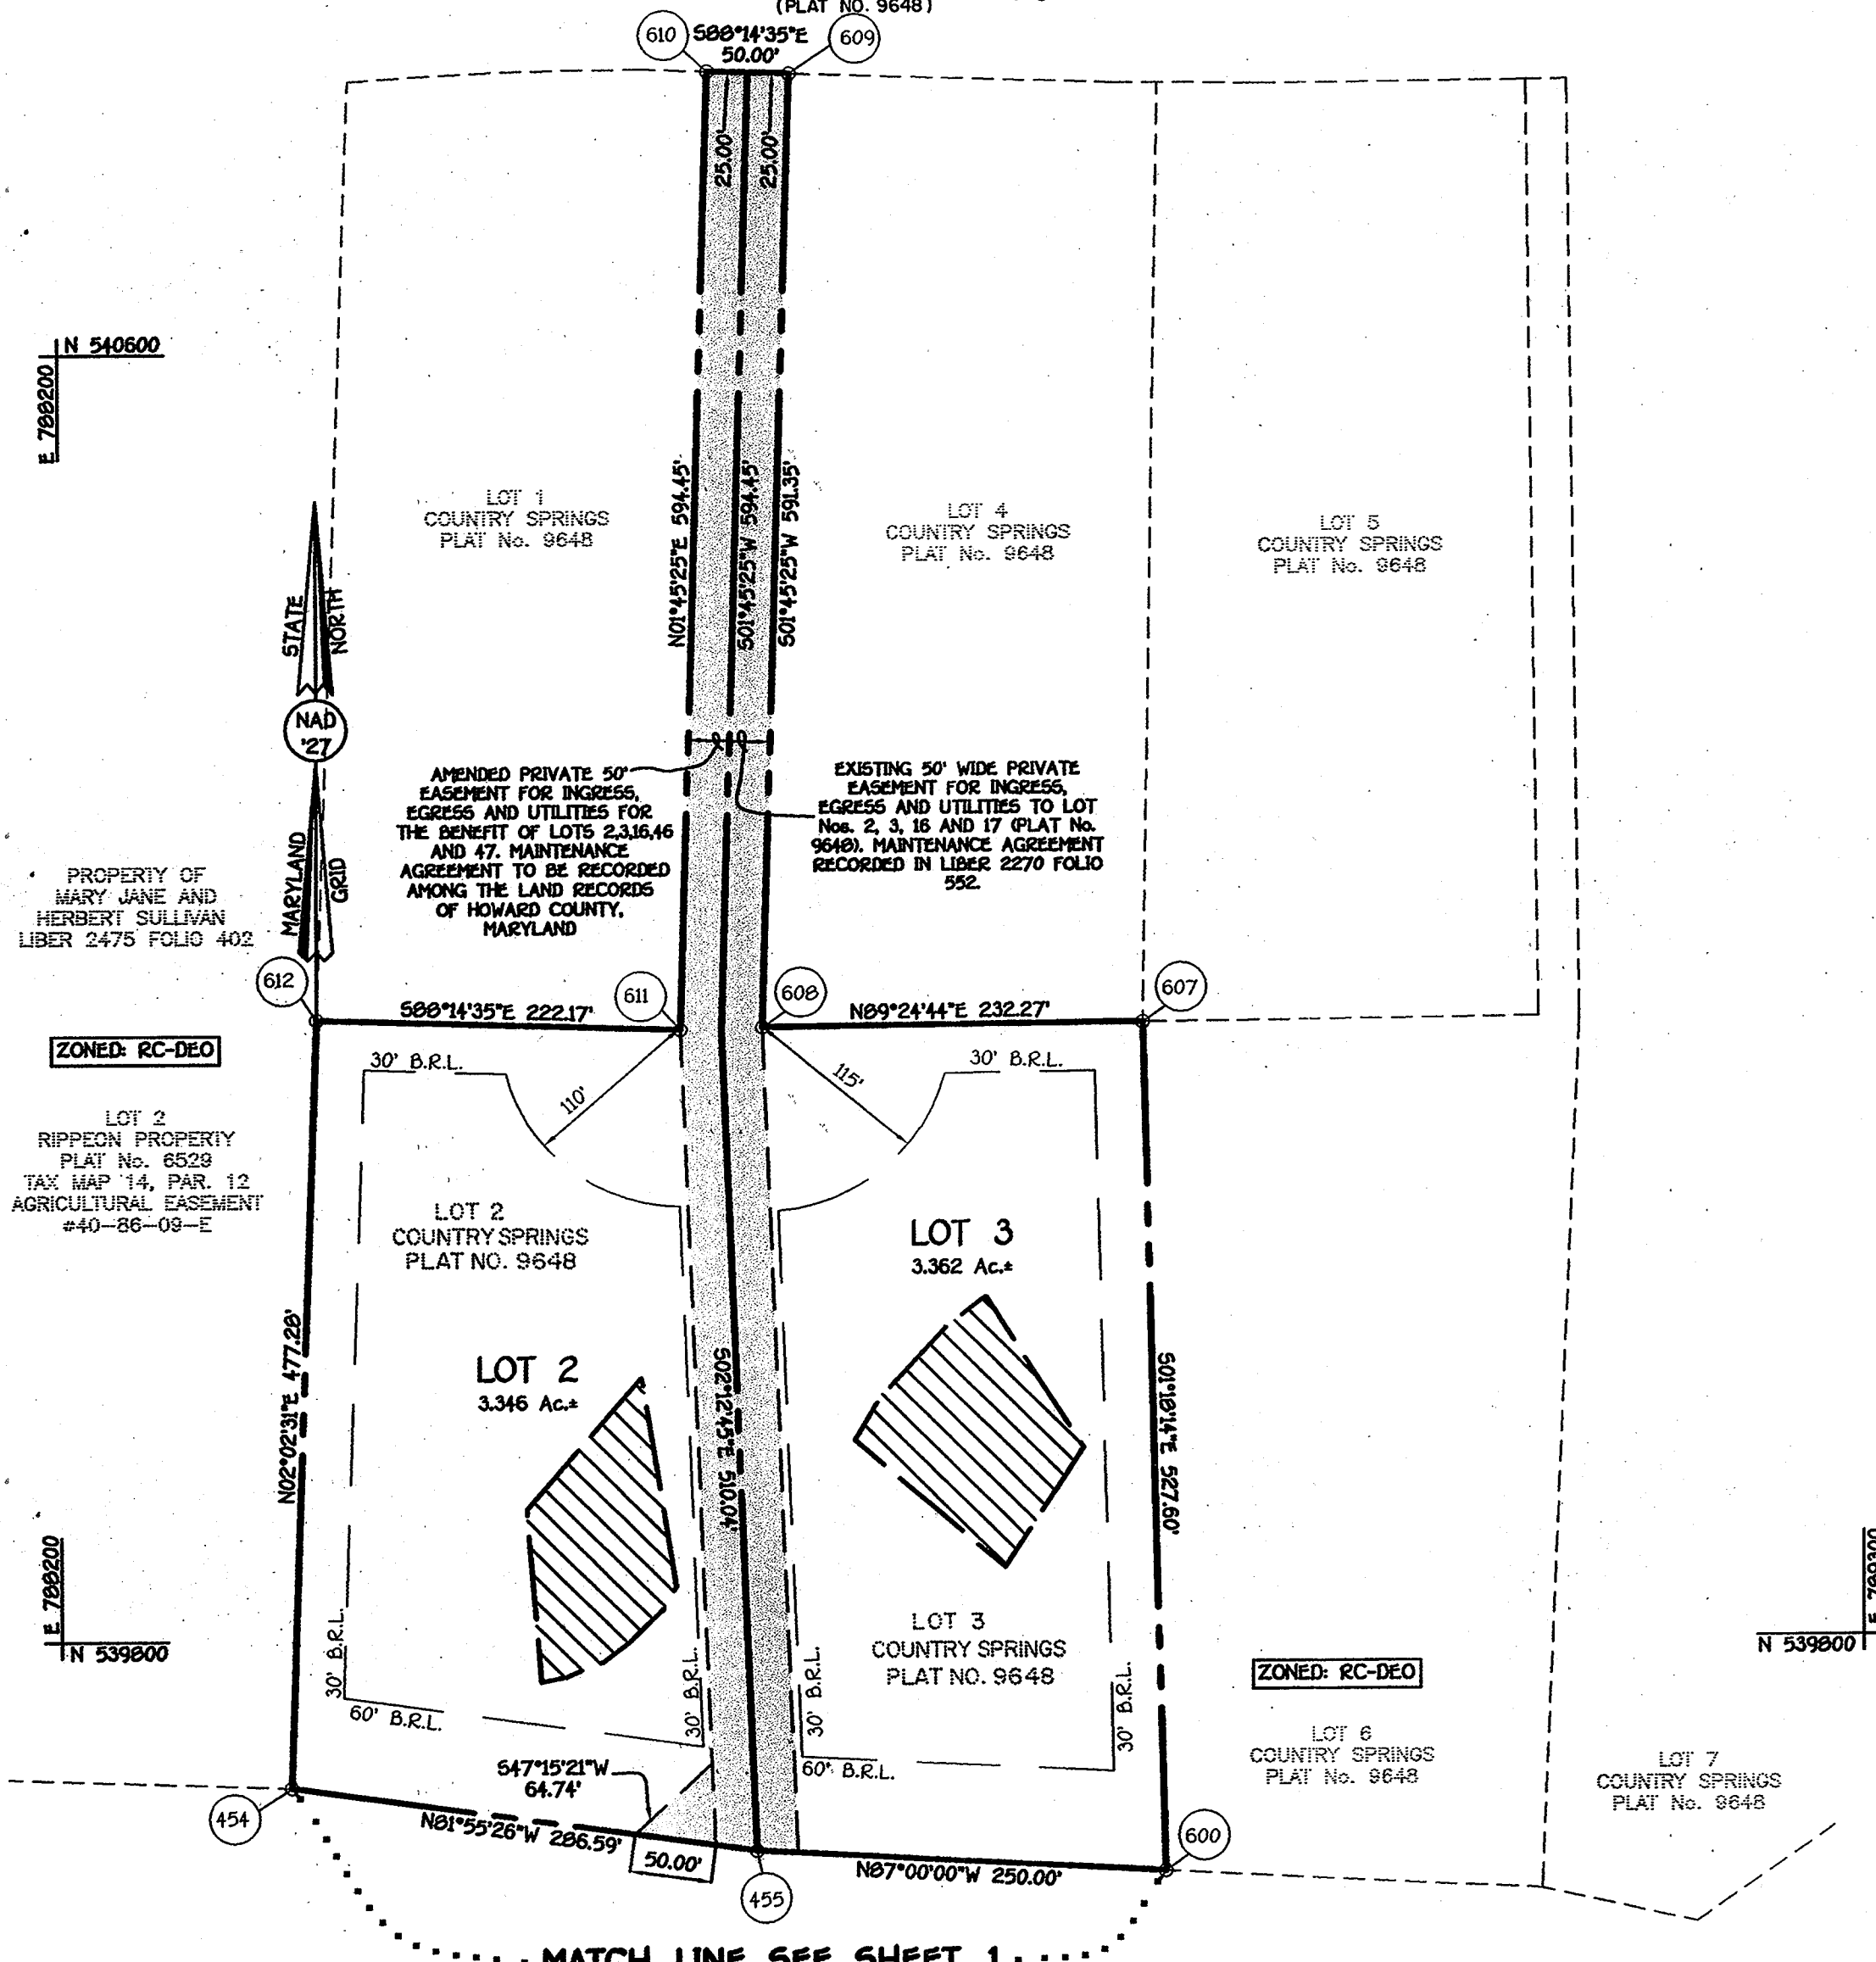 (PLAT NO. 9648)
610
S88°14'35"E
50.00'
609
25.00'
25.00'
N 540600
E 788200
N01°45'25"E 594.45'
S01°45'25"W 594.45'
S01°45'25"W 591.35'
LOT 1
COUNTRY SPRINGS
PLAT No. 9648
LOT 4
COUNTRY SPRINGS
PLAT No. 9648
LOT 5
COUNTRY SPRINGS
PLAT No. 9648
STATE
NORTH
NAD
'27
MARYLAND
GRID
AMENDED PRIVATE 50'
EASEMENT FOR INGRESS,
EGRESS AND UTILITIES FOR
THE BENEFIT OF LOTS 2,3,16,46
AND 47. MAINTENANCE
AGREEMENT TO BE RECORDED
AMONG THE LAND RECORDS
OF HOWARD COUNTY,
MARYLAND
EXISTING 50' WIDE PRIVATE
EASEMENT FOR INGRESS,
EGRESS AND UTILITIES TO LOT
Nos. 2, 3, 16 AND 17 (PLAT No.
9648). MAINTENANCE AGREEMENT
RECORDED IN LIBER 2270 FOLIO
552.
PROPERTY OF
MARY JANE AND
HERBERT SULLIVAN
LIBER 2475 FOLIO 402
612
611
608
607
S88°14'35"E 222.17'
N89°24'44"E 232.27'
ZONED: RC-DEO
30' B.R.L.
110'
115'
30' B.R.L.
LOT 2
RIPPEON PROPERTY
PLAT No. 6529
TAX MAP 14, PAR. 12
AGRICULTURAL EASEMENT
#40-86-09-E
LOT 2
COUNTRY SPRINGS
PLAT NO. 9648
LOT 3
3.362 Ac.±
LOT 2
3.346 Ac.±
N02°02'31"E 477.28'
S02°12'45"E 510.04'
S01°18'14"E 527.60'
E 788200
N 539800
LOT 3
COUNTRY SPRINGS
PLAT NO. 9648
30' B.R.L.
60' B.R.L.
30' B.R.L.
30' B.R.L.
60' B.R.L.
30' B.R.L.
ZONED: RC-DEO
N 539800
LOT 6
COUNTRY SPRINGS
PLAT No. 9648
LOT 7
COUNTRY SPRINGS
PLAT No. 9648
S47°15'21"W
64.74'
454
N81°55'26"W 286.59'
50.00'
455
N87°00'00"W 250.00'
600
MATCH LINE SEE SHEET 1